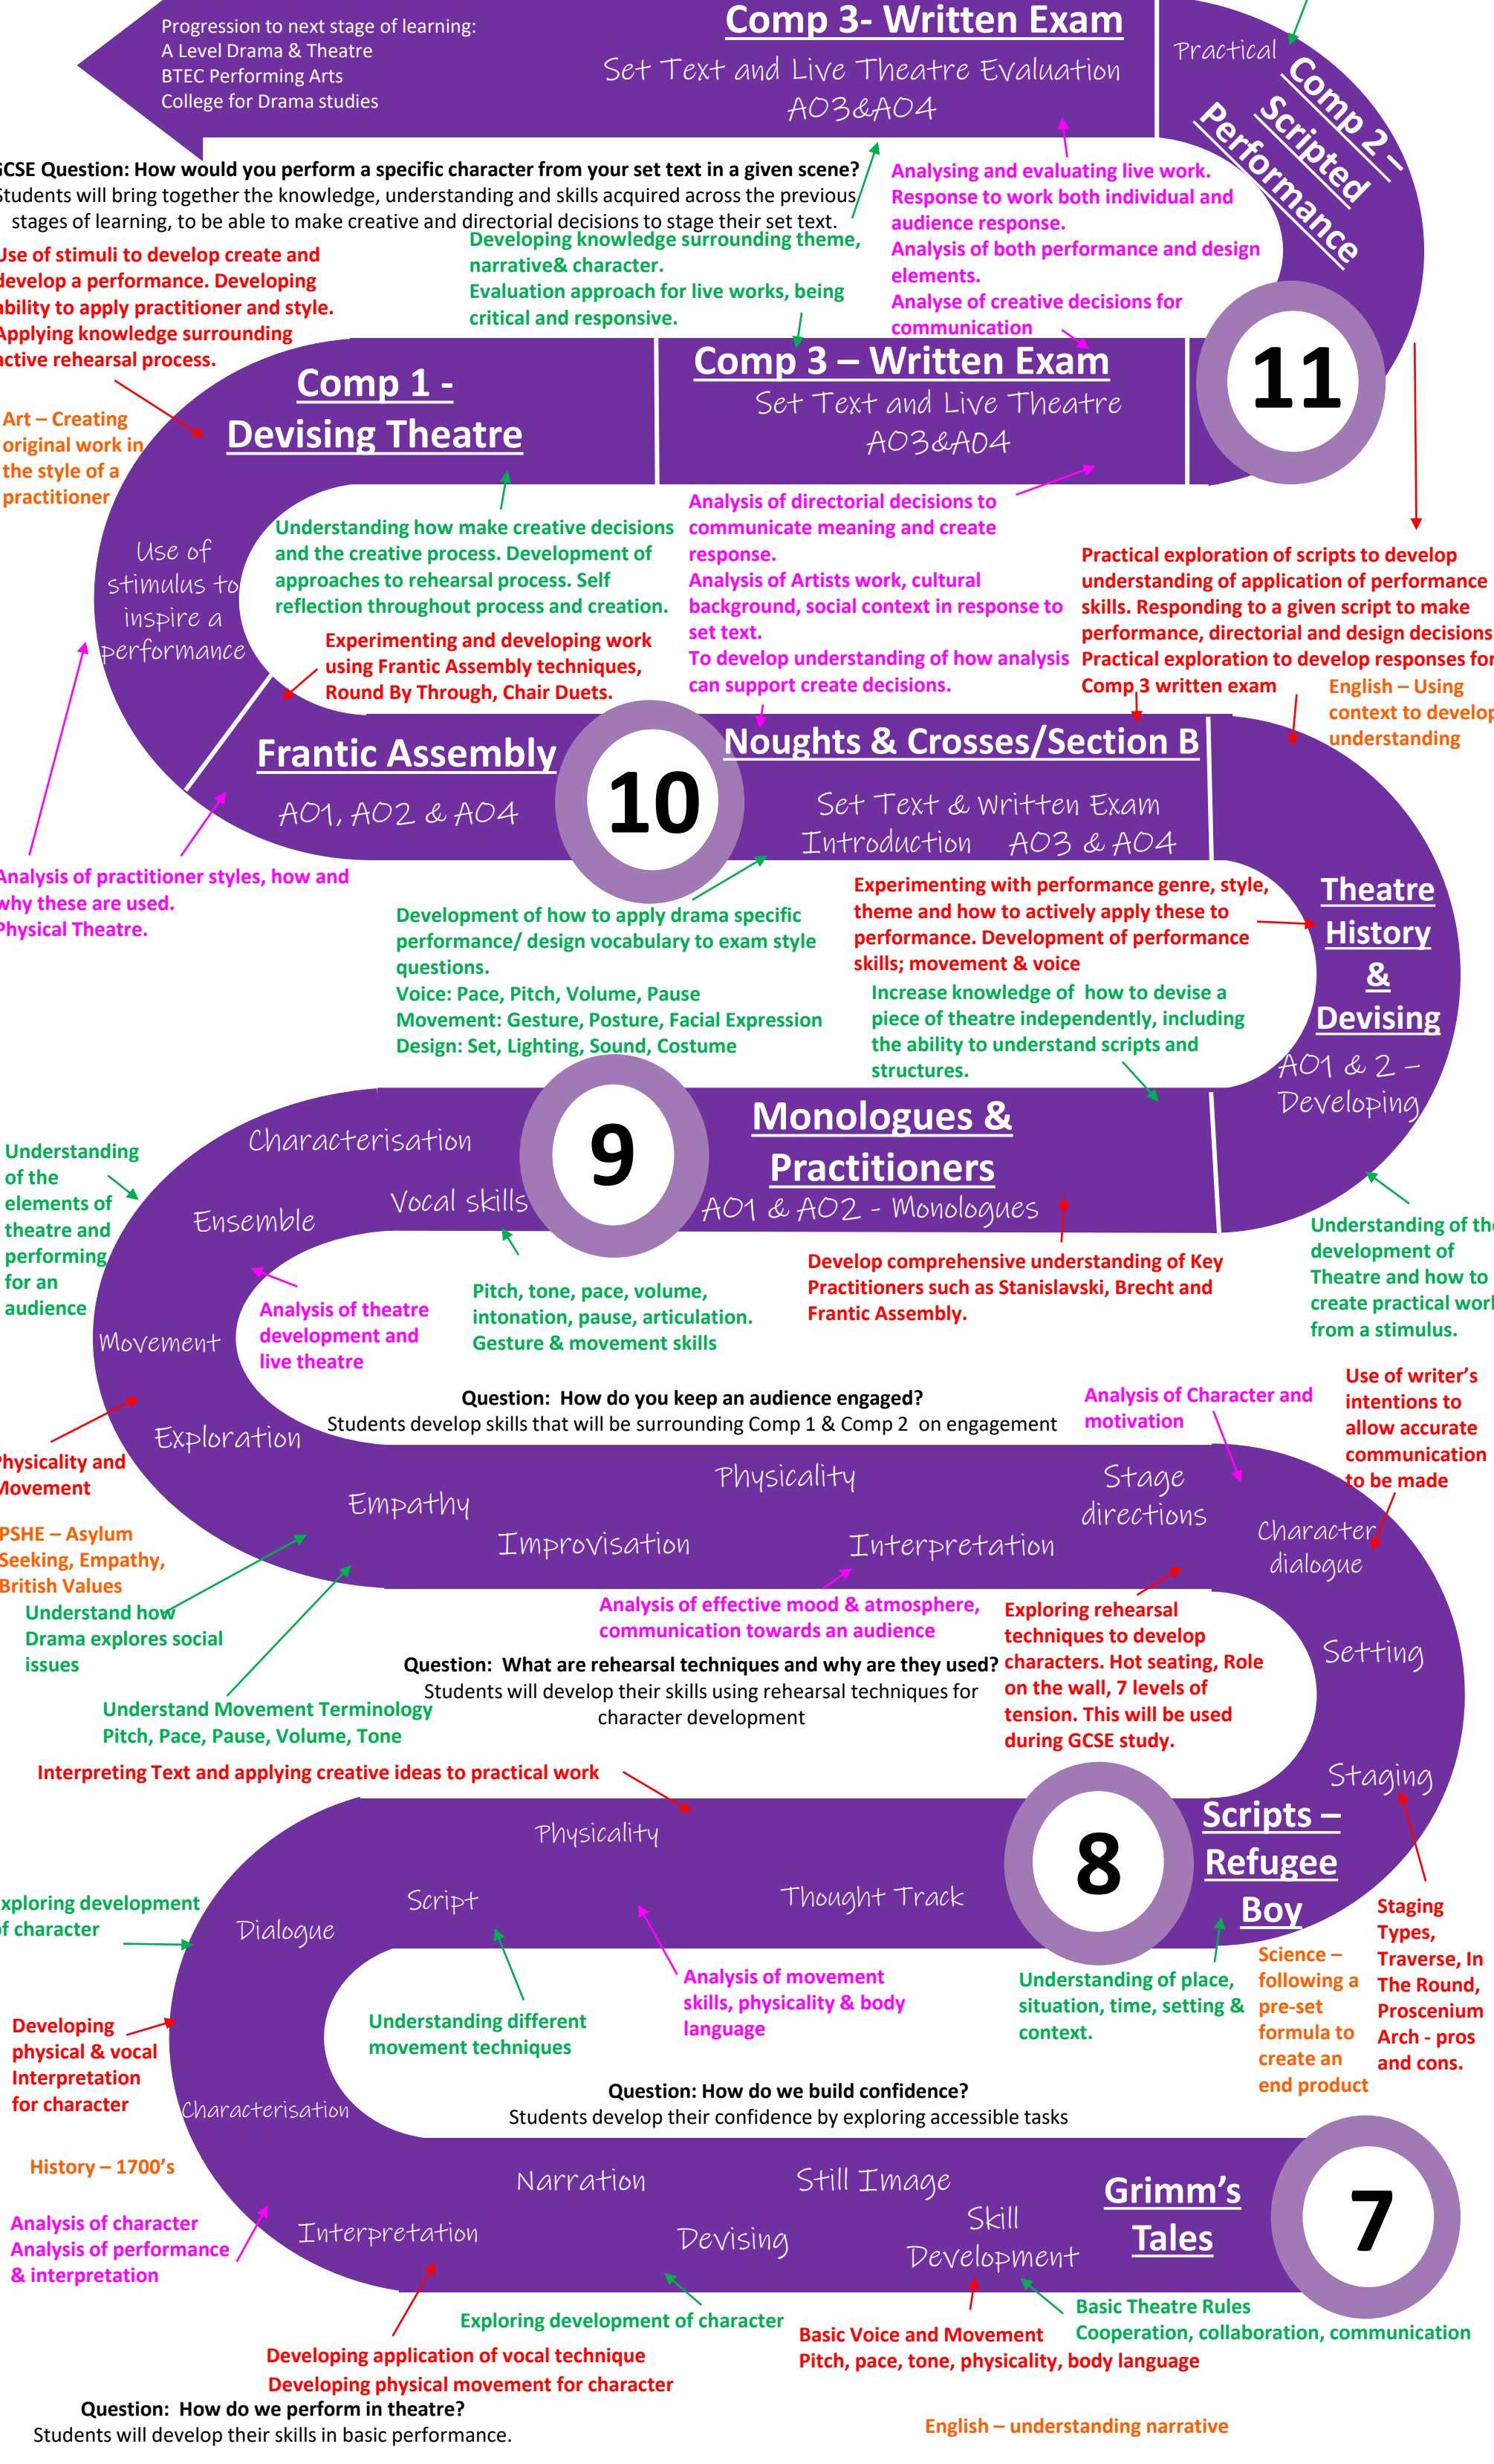 Progression to next stage of learning:
A Level Drama & Theatre
BTEC Performing Arts
College for Drama studies
Comp 3- Written Exam
Set Text and Live Theatre Evaluation
AO3&AO4
Practical
Comp 2 –
Scripted
Performance
GCSE Question: How would you perform a specific character from your set text in a given scene?
Students will bring together the knowledge, understanding and skills acquired across the previous
stages of learning, to be able to make creative and directorial decisions to stage their set text.
Analysing and evaluating live work.
Response to work both individual and
audience response.
Analysis of both performance and design
elements.
Analyse of creative decisions for
communication
Use of stimuli to develop create and
develop a performance. Developing
ability to apply practitioner and style.
Applying knowledge surrounding
active rehearsal process.
Developing knowledge surrounding theme,
narrative& character.
Evaluation approach for live works, being
critical and responsive.
11
Comp 1 -
Devising Theatre
Comp 3 – Written Exam
Set Text and Live Theatre
AO3&AO4
Art – Creating
original work in
the style of a
practitioner
Use of
stimulus to
inspire a
performance
Understanding how make creative decisions
and the creative process. Development of
approaches to rehearsal process. Self
reflection throughout process and creation.
Analysis of directorial decisions to
communicate meaning and create
response.
Analysis of Artists work, cultural
background, social context in response to
set text.
To develop understanding of how analysis
can support create decisions.
Practical exploration of scripts to develop
understanding of application of performance
skills. Responding to a given script to make
performance, directorial and design decisions
Practical exploration to develop responses for
Comp 3 written exam
English – Using
context to develop
understanding
Experimenting and developing work
using Frantic Assembly techniques,
Round By Through, Chair Duets.
Frantic Assembly
AO1, AO2 & AO4
10
Noughts & Crosses/Section B
Set Text & Written Exam
Introduction AO3 & AO4
Analysis of practitioner styles, how and
why these are used.
Physical Theatre.
Development of how to apply drama specific
performance/ design vocabulary to exam style
questions.
Voice: Pace, Pitch, Volume, Pause
Movement: Gesture, Posture, Facial Expression
Design: Set, Lighting, Sound, Costume
Experimenting with performance genre, style,
theme and how to actively apply these to
performance. Development of performance
skills; movement & voice
Increase knowledge of how to devise a
piece of theatre independently, including
the ability to understand scripts and
structures.
Theatre
History
&
Devising
AO1 & 2 –
Developing
Characterisation
Vocal skills
Ensemble
Movement
Exploration
9
Monologues &
Practitioners
AO1 & AO2 - Monologues
Understanding
of the
elements of
theatre and
performing
for an
audience
Analysis of theatre
development and
live theatre
Pitch, tone, pace, volume,
intonation, pause, articulation.
Gesture & movement skills
Develop comprehensive understanding of Key
Practitioners such as Stanislavski, Brecht and
Frantic Assembly.
Understanding of the
development of
Theatre and how to
create practical work
from a stimulus.
Question: How do you keep an audience engaged?
Students develop skills that will be surrounding Comp 1 & Comp 2 on engagement
Analysis of Character and
motivation
Use of writer's
intentions to
allow accurate
communication
to be made
Physicality and
Movement
Empathy
Improvisation
Physicality
Interpretation
Stage
directions
Character
dialogue
Setting
Staging
PSHE – Asylum
Seeking, Empathy,
British Values
Understand how
Drama explores social
issues
Understand Movement Terminology
Pitch, Pace, Pause, Volume, Tone
Analysis of effective mood & atmosphere,
communication towards an audience
Question: What are rehearsal techniques and why are they used?
Students will develop their skills using rehearsal techniques for
character development
Exploring rehearsal
techniques to develop
characters. Hot seating, Role
on the wall, 7 levels of
tension. This will be used
during GCSE study.
Interpreting Text and applying creative ideas to practical work
Physicality
Script
Thought Track
Dialogue
Characterisation
8
Scripts –
Refugee
Boy
Exploring development
of character
Developing
physical & vocal
Interpretation
for character
Understanding different
movement techniques
Analysis of movement
skills, physicality & body
language
Understanding of place,
situation, time, setting &
context.
Science –
following a
pre-set
formula to
create an
end product
Staging
Types,
Traverse, In
The Round,
Proscenium
Arch - pros
and cons.
Question: How do we build confidence?
Students develop their confidence by exploring accessible tasks
History – 1700's
Analysis of character
Analysis of performance
& interpretation
Interpretation
Narration
Devising
Still Image
Skill
Development
Grimm's
Tales
7
Exploring development of character
Developing application of vocal technique
Developing physical movement for character
Basic Voice and Movement
Pitch, pace, tone, physicality, body language
Basic Theatre Rules
Cooperation, collaboration, communication
Question: How do we perform in theatre?
Students will develop their skills in basic performance.
English – understanding narrative